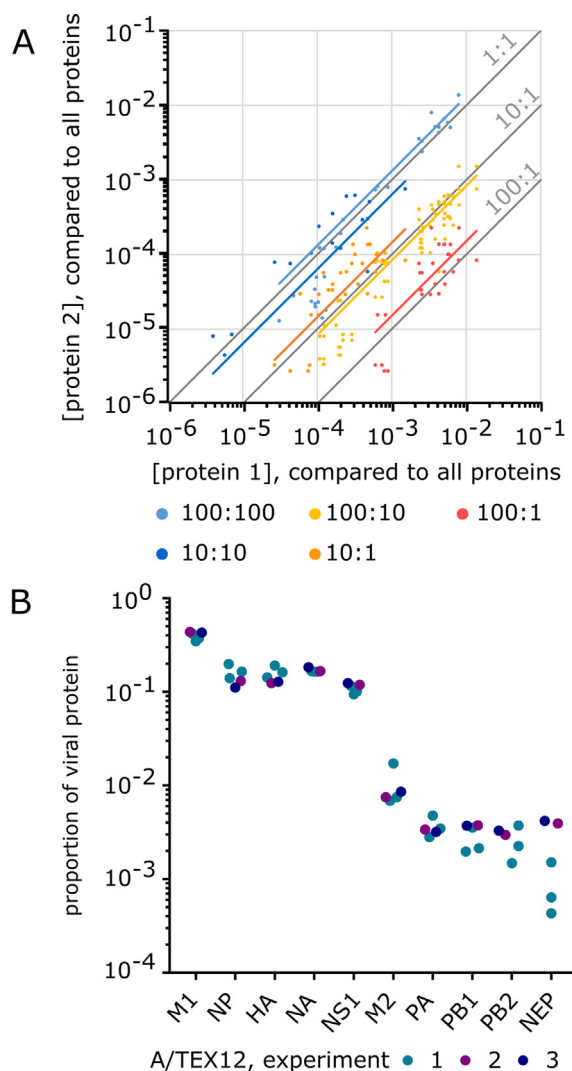 A
[protein 2], compared to all proteins
10-1
10-2
10-3
10-4
10-5
10-6
1:1
10:1
100:1
10-6 10-5 10-4 10-3 10-2 10-1
[protein 1], compared to all proteins
100:100 100:10 100:1
10:10 10:1
B
proportion of viral protein
100
10-1
10-2
10-3
10-4
M1 NP HA NA NS1 M2 PA PB1 PB2 NEP
A/TEX12, experiment 1 2 3